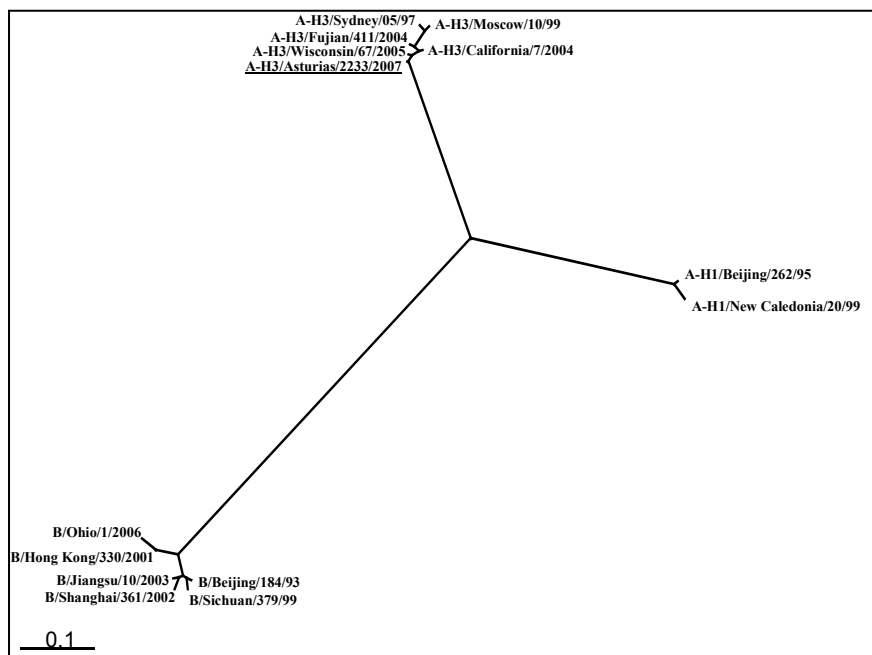 A-H3/Sydney/05/97
A-H3/Moscow/10/99
A-H3/Fujian/411/2004
A-H3/Wisconsin/67/2005
A-H3/California/7/2004
A-H3/Asturias/2233/2007
A-H1/Beijing/262/95
A-H1/New Caledonia/20/99
B/Ohio/1/2006
B/Hong Kong/330/2001
B/Jiangsu/10/2003
B/Beijing/184/93
B/Shanghai/361/2002
B/Sichuan/379/99
0.1